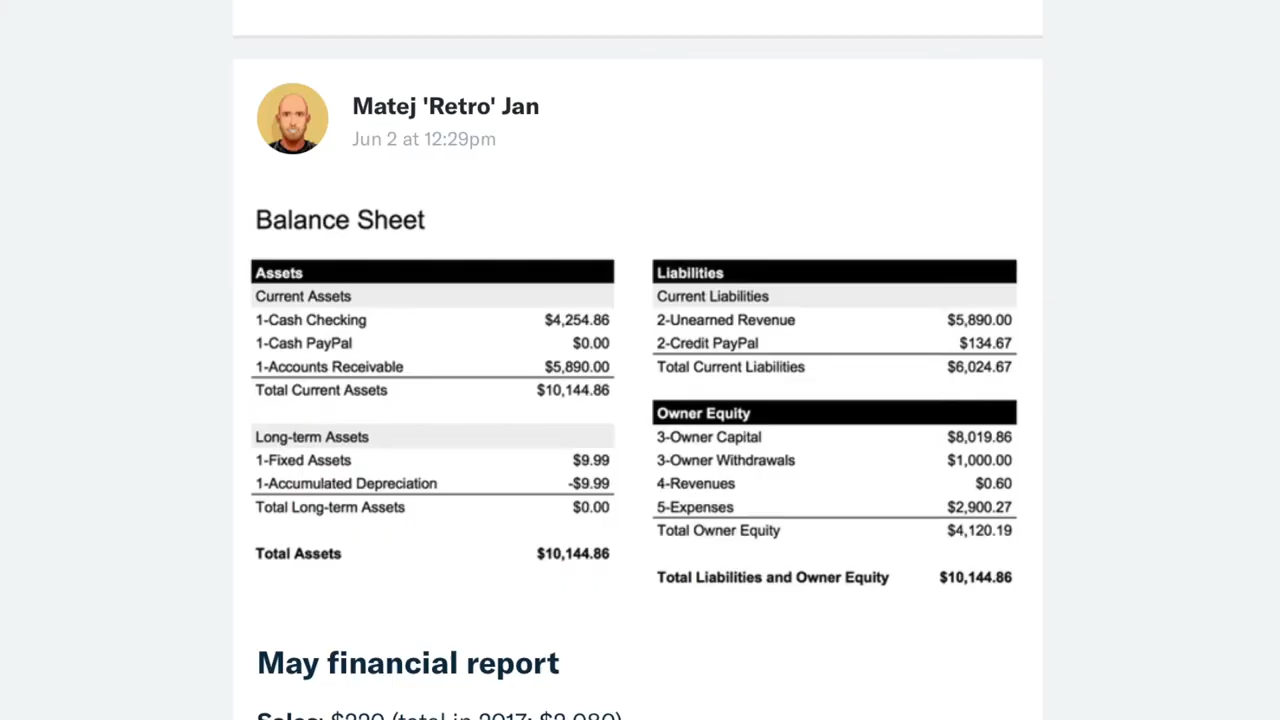 Matej 'Retro' Jan
Jun 2 at 12:29pm
Balance Sheet
Assets
Current Assets
1-Cash Checking $4,254.86
1-Cash PayPal $0.00
1-Accounts Receivable $5,890.00
Total Current Assets $10,144.86
Long-term Assets
1-Fixed Assets $9.99
1-Accumulated Depreciation -$9.99
Total Long-term Assets $0.00
Total Assets $10,144.86
Liabilities
Current Liabilities
2-Unearned Revenue $5,890.00
2-Credit PayPal $134.67
Total Current Liabilities $6,024.67
Owner Equity
3-Owner Capital $8,019.86
3-Owner Withdrawals $1,000.00
4-Revenues $0.60
5-Expenses $2,900.27
Total Owner Equity $4,120.19
Total Liabilities and Owner Equity $10,144.86
May financial report
Sales: (total in 2017: